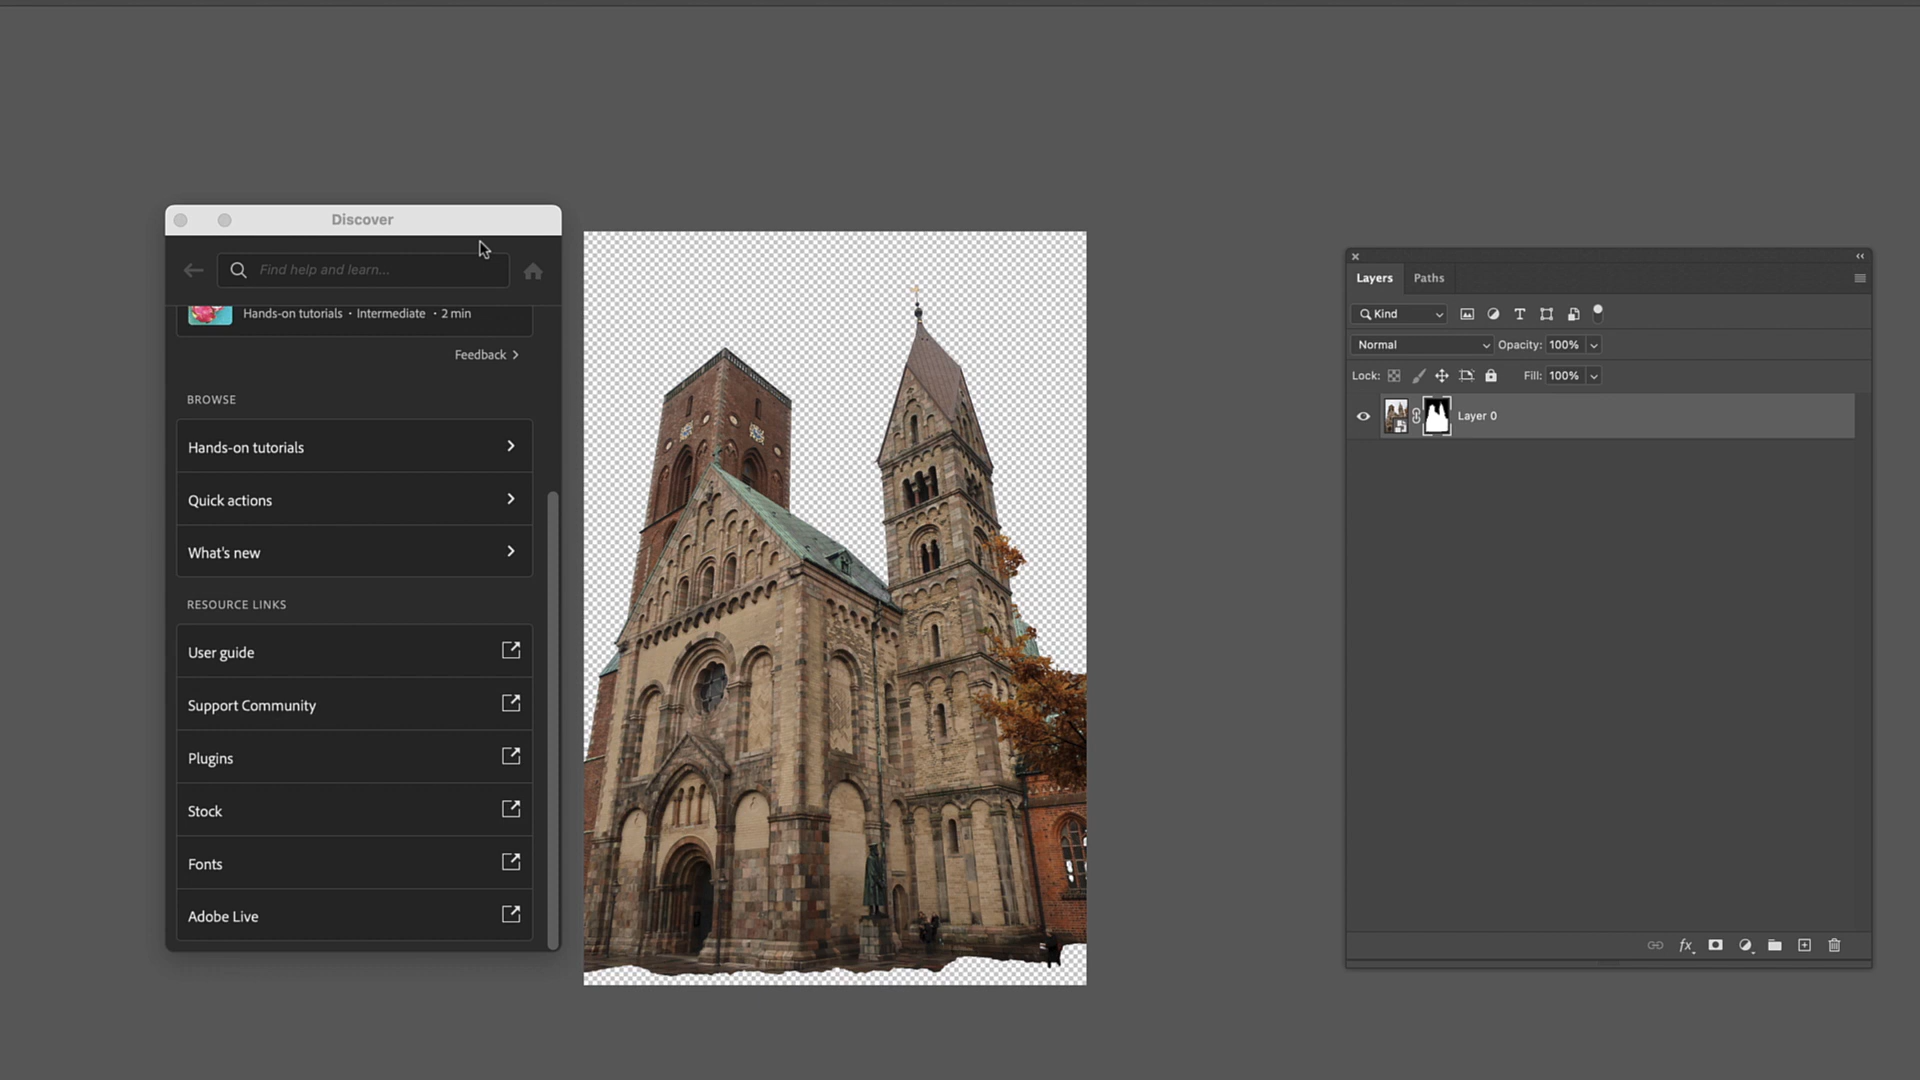 Discover
Find help and learn...
Hands-on tutorials • Intermediate • 2 min
Feedback
BROWSE
Hands-on tutorials
Quick actions
What's new
RESOURCE LINKS
User guide
Support Community
Plugins
Stock
Fonts
Adobe Live
Layers Paths
Kind
Normal Opacity: 100%
Lock: Fill: 100%
Layer 0
fx